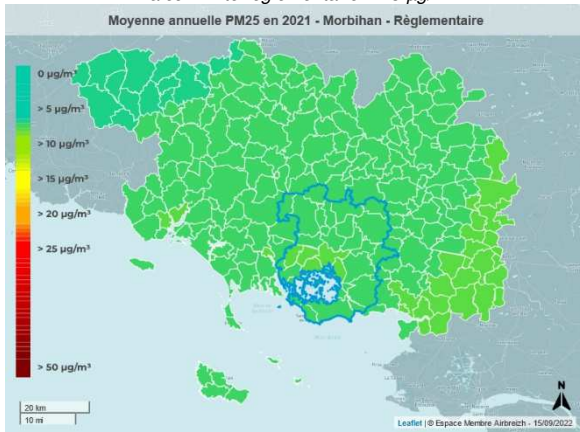 Moyenne annuelle PM25 en 2021 - Morbihan - Règlementaire
0 µg/m³
> 5 µg/m³
> 10 µg/m³
> 15 µg/m³
> 20 µg/m³
> 25 µg/m³
> 50 µg/m³
20 km
10 mi
N
Leaflet | © Espace Membre Airbreizh - 15/09/2022